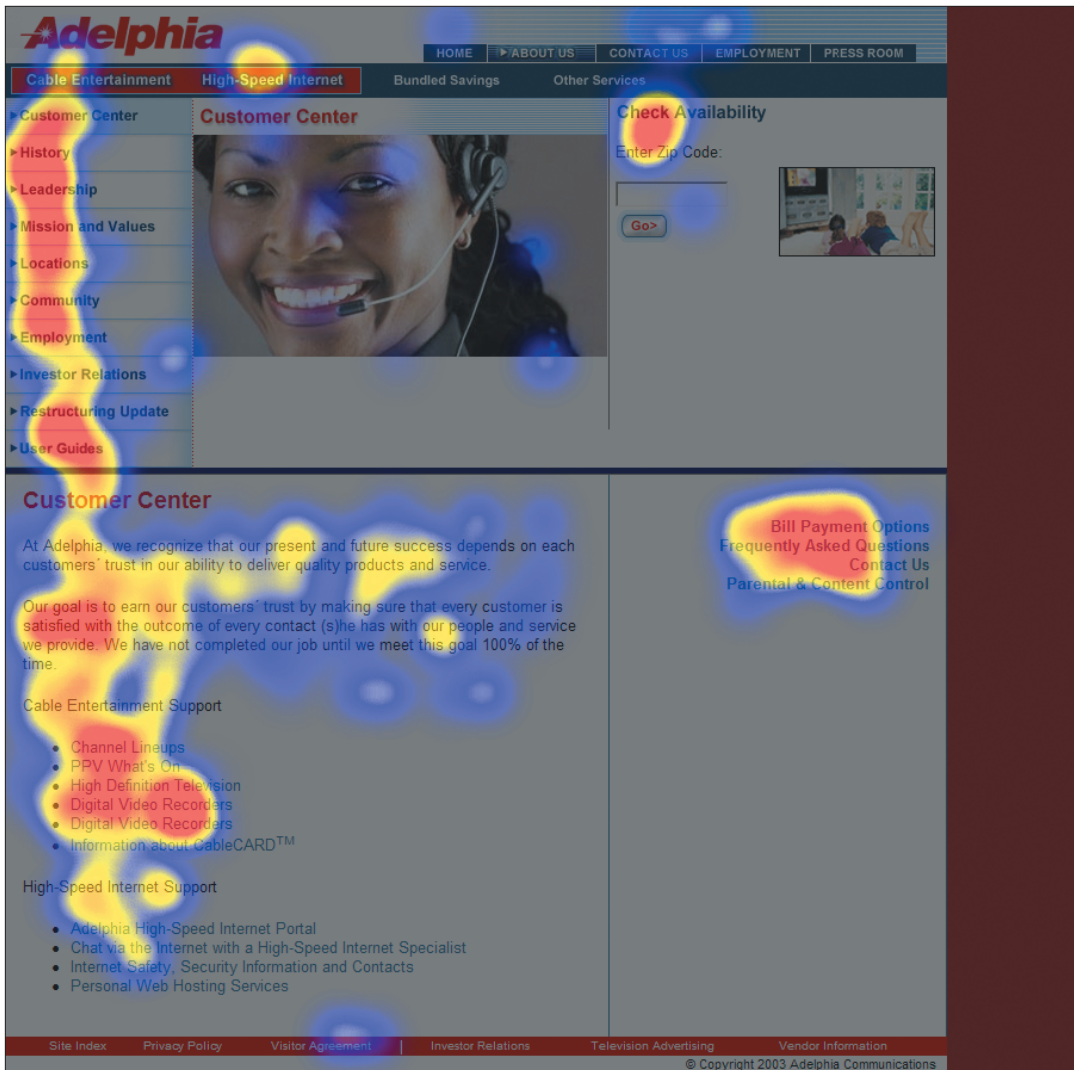 Adelphia
HOME ABOUT US CONTACT US EMPLOYMENT PRESS ROOM
Cable Entertainment High-Speed Internet Bundled Savings Other Services
Customer Center
History
Leadership
Mission and Values
Locations
Community
Employment
Investor Relations
Restructuring Update
User Guides
Customer Center
Check Availability
Enter Zip Code:
Go>
Customer Center
At Adelphia, we recognize that our present and future success depends on each
customers´ trust in our ability to deliver quality products and service.
Our goal is to earn our customers´ trust by making sure that every customer is
satisfied with the outcome of every contact (s)he has with our people and service
we provide. We have not completed our job until we meet this goal 100% of the
time.
Cable Entertainment Support
• Channel Lineups
• PPV What's On
• High Definition Television
• Digital Video Recorders
• Digital Video Recorders
• Information about CableCARD™
High-Speed Internet Support
• Adelphia High-Speed Internet Portal
• Chat via the Internet with a High-Speed Internet Specialist
• Internet Safety, Security Information and Contacts
• Personal Web Hosting Services
Bill Payment Options
Frequently Asked Questions
Contact Us
Parental & Content Control
Site Index Privacy Policy Visitor Agreement | Investor Relations Television Advertising Vendor Information
© Copyright 2003 Adelphia Communications